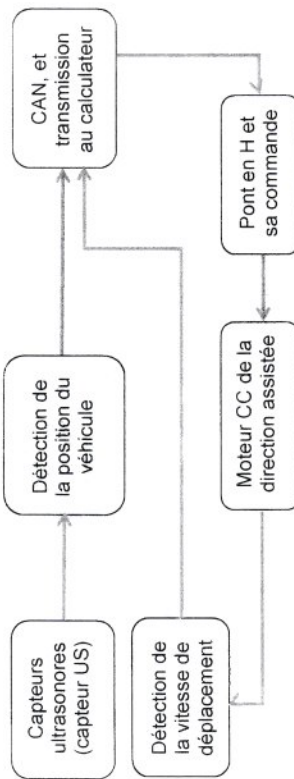 Capteurs
ultrasonores
(capteur US)
Détection de
la position du
véhicule
CAN, et
transmission
au calculateur
Détection de
la vitesse de
déplacement
Moteur CC de la
direction assistée
Pont en H et
sa commande